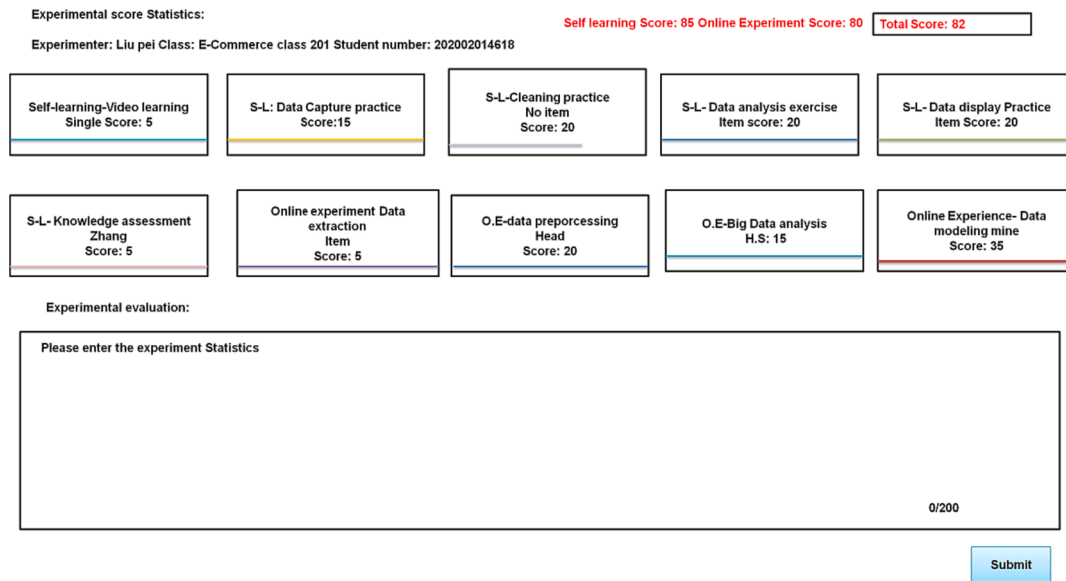 Experimental score Statistics:
Self learning Score: 85 Online Experiment Score: 80
Total Score: 82
Experimenter: Liu pei Class: E-Commerce class 201 Student number: 202002014618
Self-learning-Video learning
Single Score: 5
S-L: Data Capture practice
Score:15
S-L-Cleaning practice
No item
Score: 20
S-L- Data analysis exercise
Item score: 20
S-L- Data display Practice
Item Score: 20
S-L- Knowledge assessment
Zhang
Score: 5
Online experiment Data
extraction
Item
Score: 5
O.E-data preporcessing
Head
Score: 20
O.E-Big Data analysis
H.S: 15
Online Experience- Data
modeling mine
Score: 35
Experimental evaluation:
Please enter the experiment Statistics
0/200
Submit